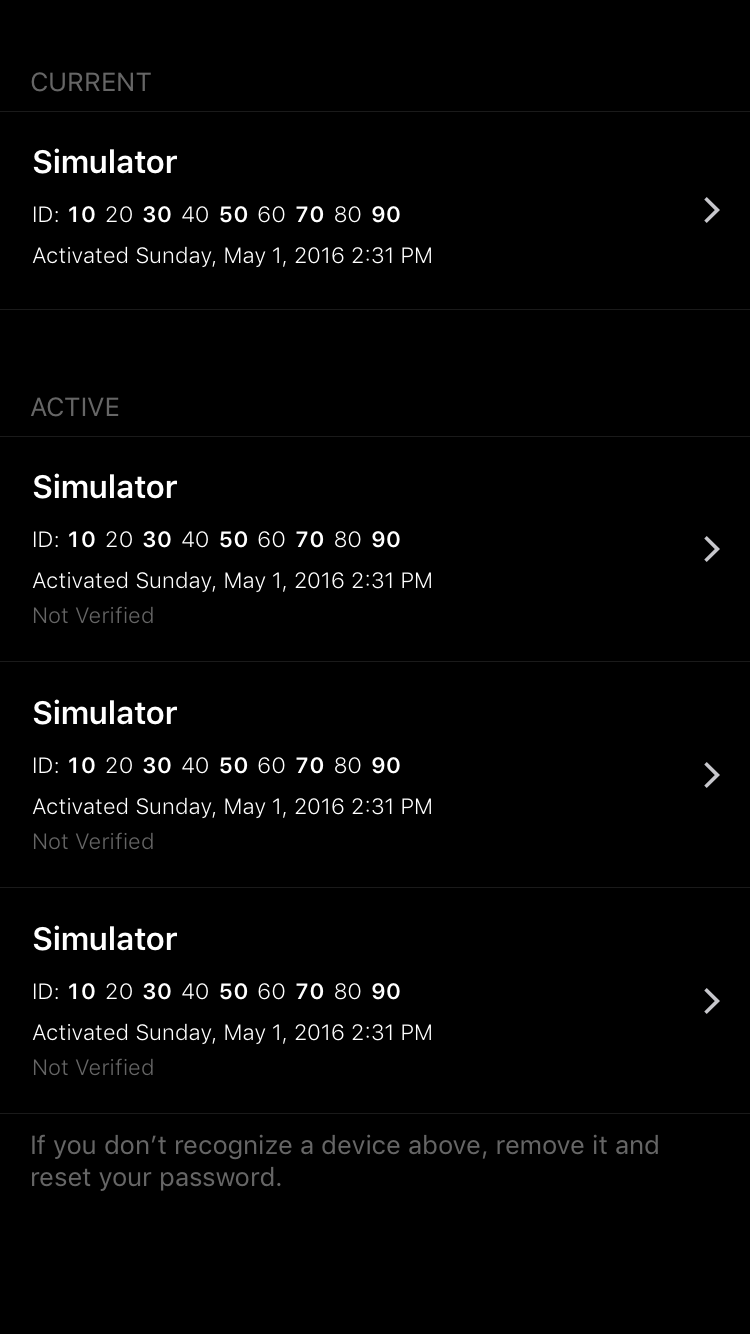 CURRENT
Simulator
ID: 10 20 30 40 50 60 70 80 90
Activated Sunday, May 1, 2016 2:31 PM
ACTIVE
Simulator
ID: 10 20 30 40 50 60 70 80 90
Activated Sunday, May 1, 2016 2:31 PM
Not Verified
Simulator
ID: 10 20 30 40 50 60 70 80 90
Activated Sunday, May 1, 2016 2:31 PM
Not Verified
Simulator
ID: 10 20 30 40 50 60 70 80 90
Activated Sunday, May 1, 2016 2:31 PM
Not Verified
If you don’t recognize a device above, remove it and
reset your password.